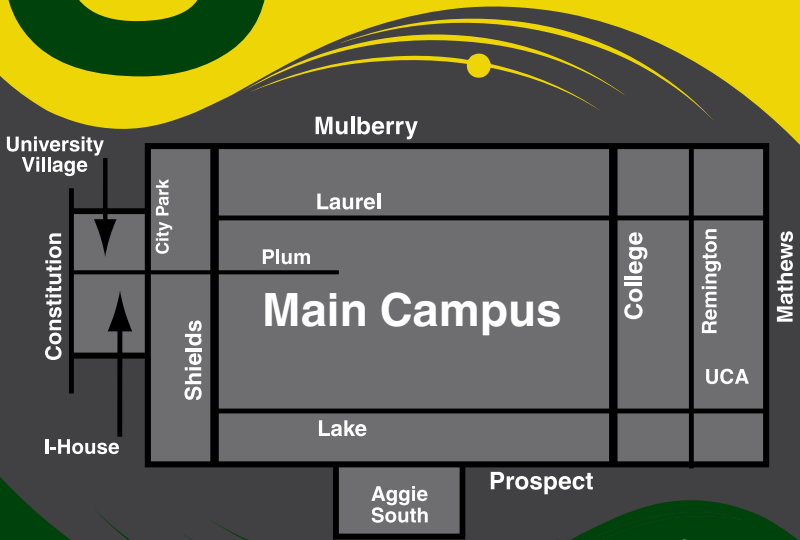 Mulberry
University
Village
City Park
Laurel
Plum
Constitution
Main Campus
College
Remington
Mathews
Shields
UCA
Lake
I-House
Prospect
Aggie
South